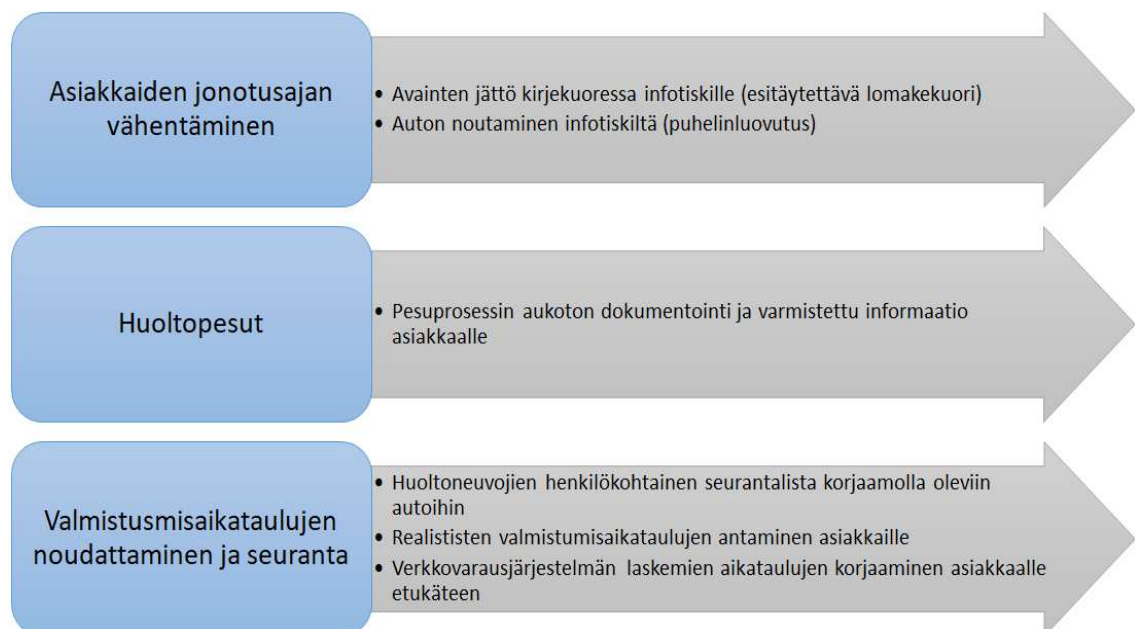 Asiakkaiden jonotusajan
vähentäminen
• Avainten jättö kirjekuoressa infotiskille (esitäytettävä lomakekuori)
• Auton noutaminen infotiskiltä (puhelinluovutus)
Huoltopesut
• Pesuprosessin aukoton dokumentointi ja varmistettu informaatio
asiakkaalle
Valmistusmisaikataulujen
noudattaminen ja seuranta
• Huoltoneuvojien henkilökohtainen seurantalista korjaamolla oleviin
autoihin
• Realististen valmistumisaikataulujen antaminen asiakkaille
• Verkkovarausjärjestelmän laskemien aikataulujen korjaaminen asiakkaalle
etukäteen